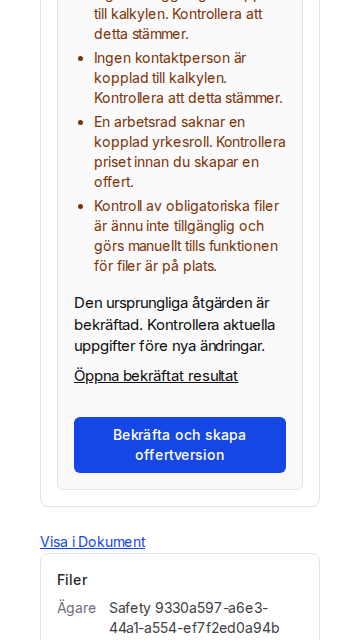 till kalkylen. Kontrollera att
detta stämmer.
Ingen kontaktperson är
kopplad till kalkylen.
Kontrollera att detta stämmer.
En arbetsrad saknar en
kopplad yrkesroll. Kontrollera
priset innan du skapar en
offert.
Kontroll av obligatoriska filer
är ännu inte tillgänglig och
görs manuellt tills funktionen
för filer är på plats.
Den ursprungliga åtgärden är
bekräftad. Kontrollera aktuella
uppgifter före nya ändringar.
Öppna bekräftat resultat
Bekräfta och skapa
offertversion
Visa i Dokument
Filer
Ägare Safety 9330a597-a6e3-
44a1-a554-ef7f2ed0a94b